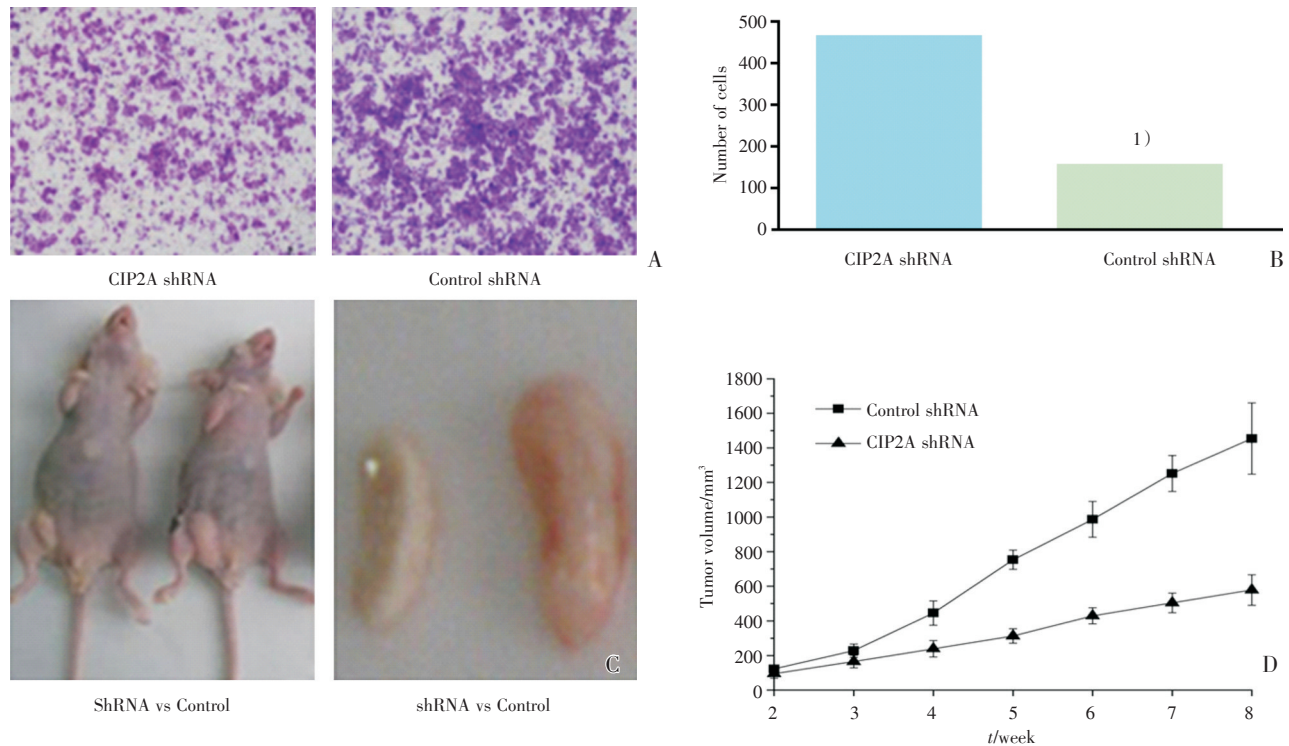 CIP2A shRNA
Control shRNA
A
500
400
300
200
100
0
Number of cells
1)
CIP2A shRNA
Control shRNA
B
ShRNA vs Control
shRNA vs Control
C
1800
1600
1400
1200
1000
800
600
400
200
0
Tumor volume/mm³
Control shRNA
CIP2A shRNA
2 3 4 5 6 7 8
t/week
D